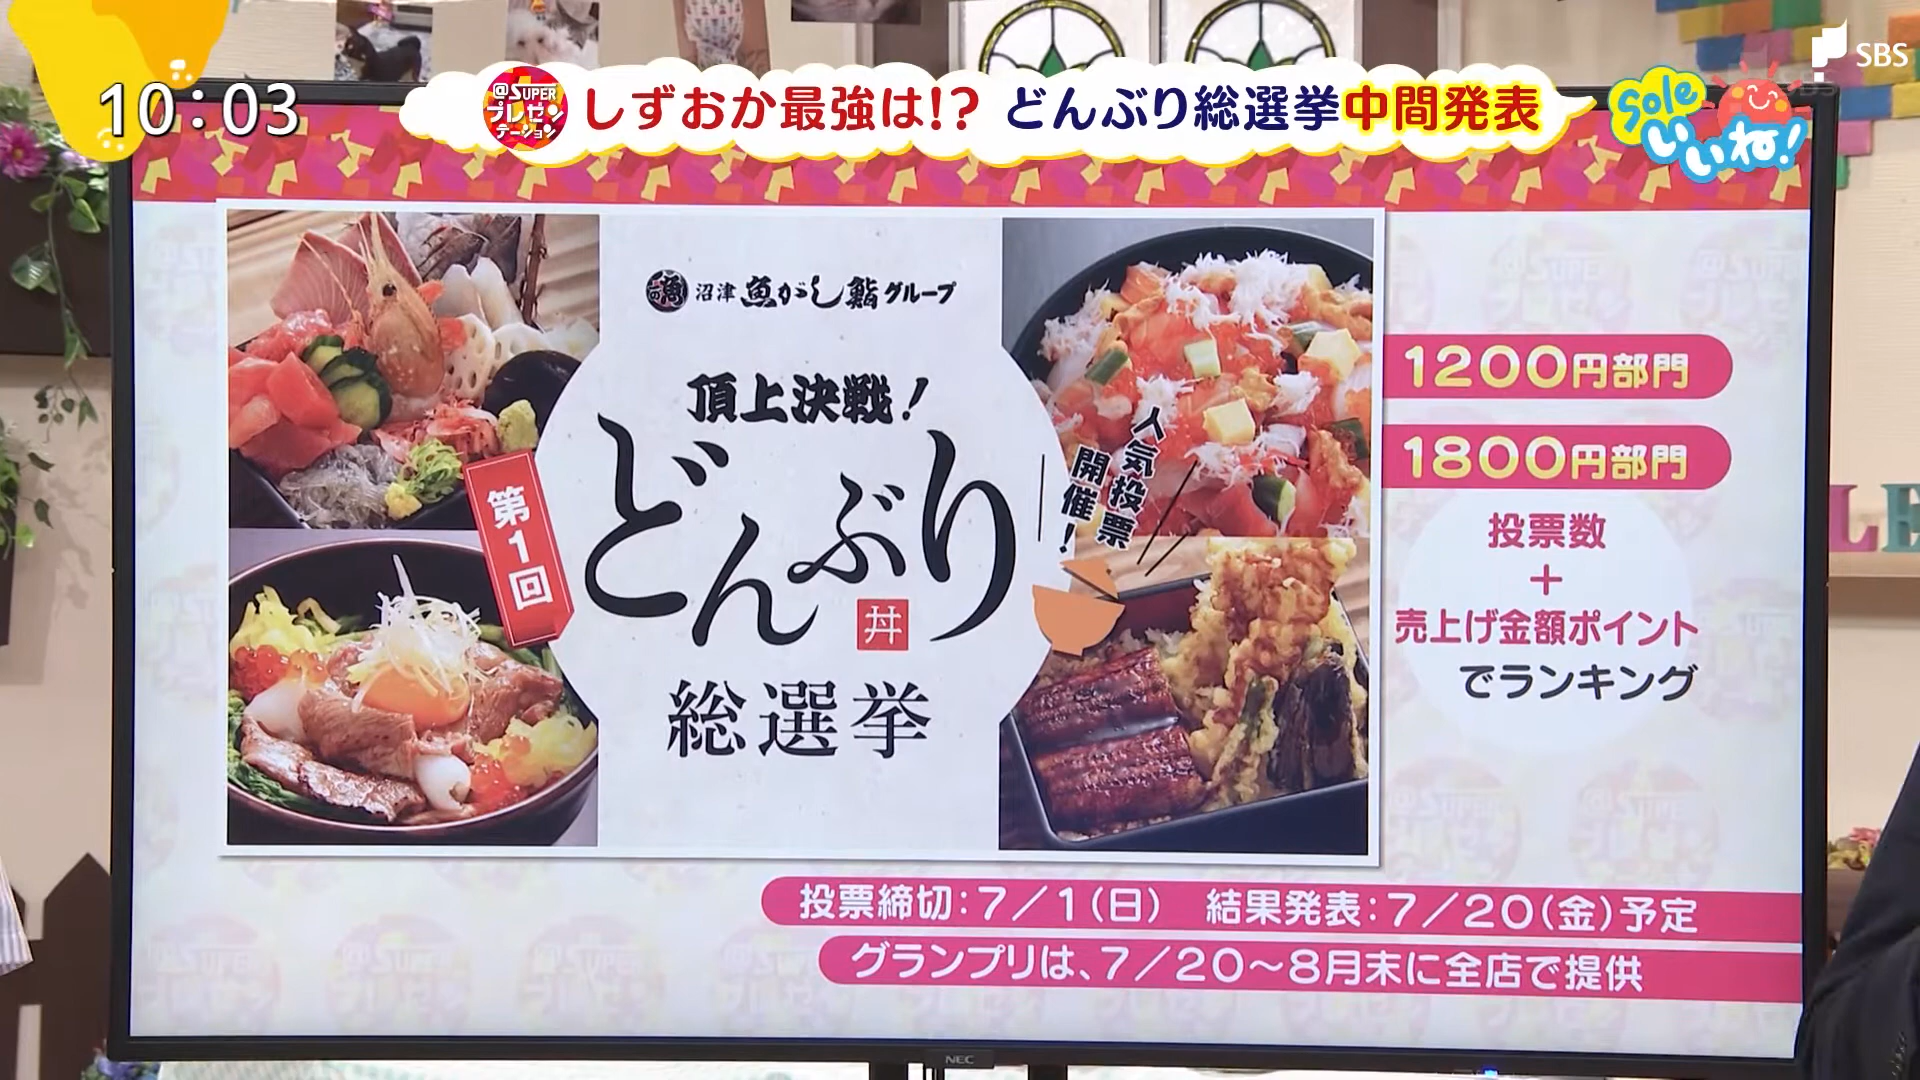 10:03
@SUPER
プレゼン
テーション
しずおか最強は!? どんぶり総選挙中間発表
Sole
いいね!
SBS
沼津 魚がし鮨グループ
頂上決戦!
第1回
どんぶり
丼
総選挙
人気投票
開催!
1200円部門
1800円部門
投票数
+
売上げ金額ポイント
でランキング
投票締切:7/1(日) 結果発表:7/20(金)予定
グランプリは、7/20~8月末に全店で提供
NEC
LE